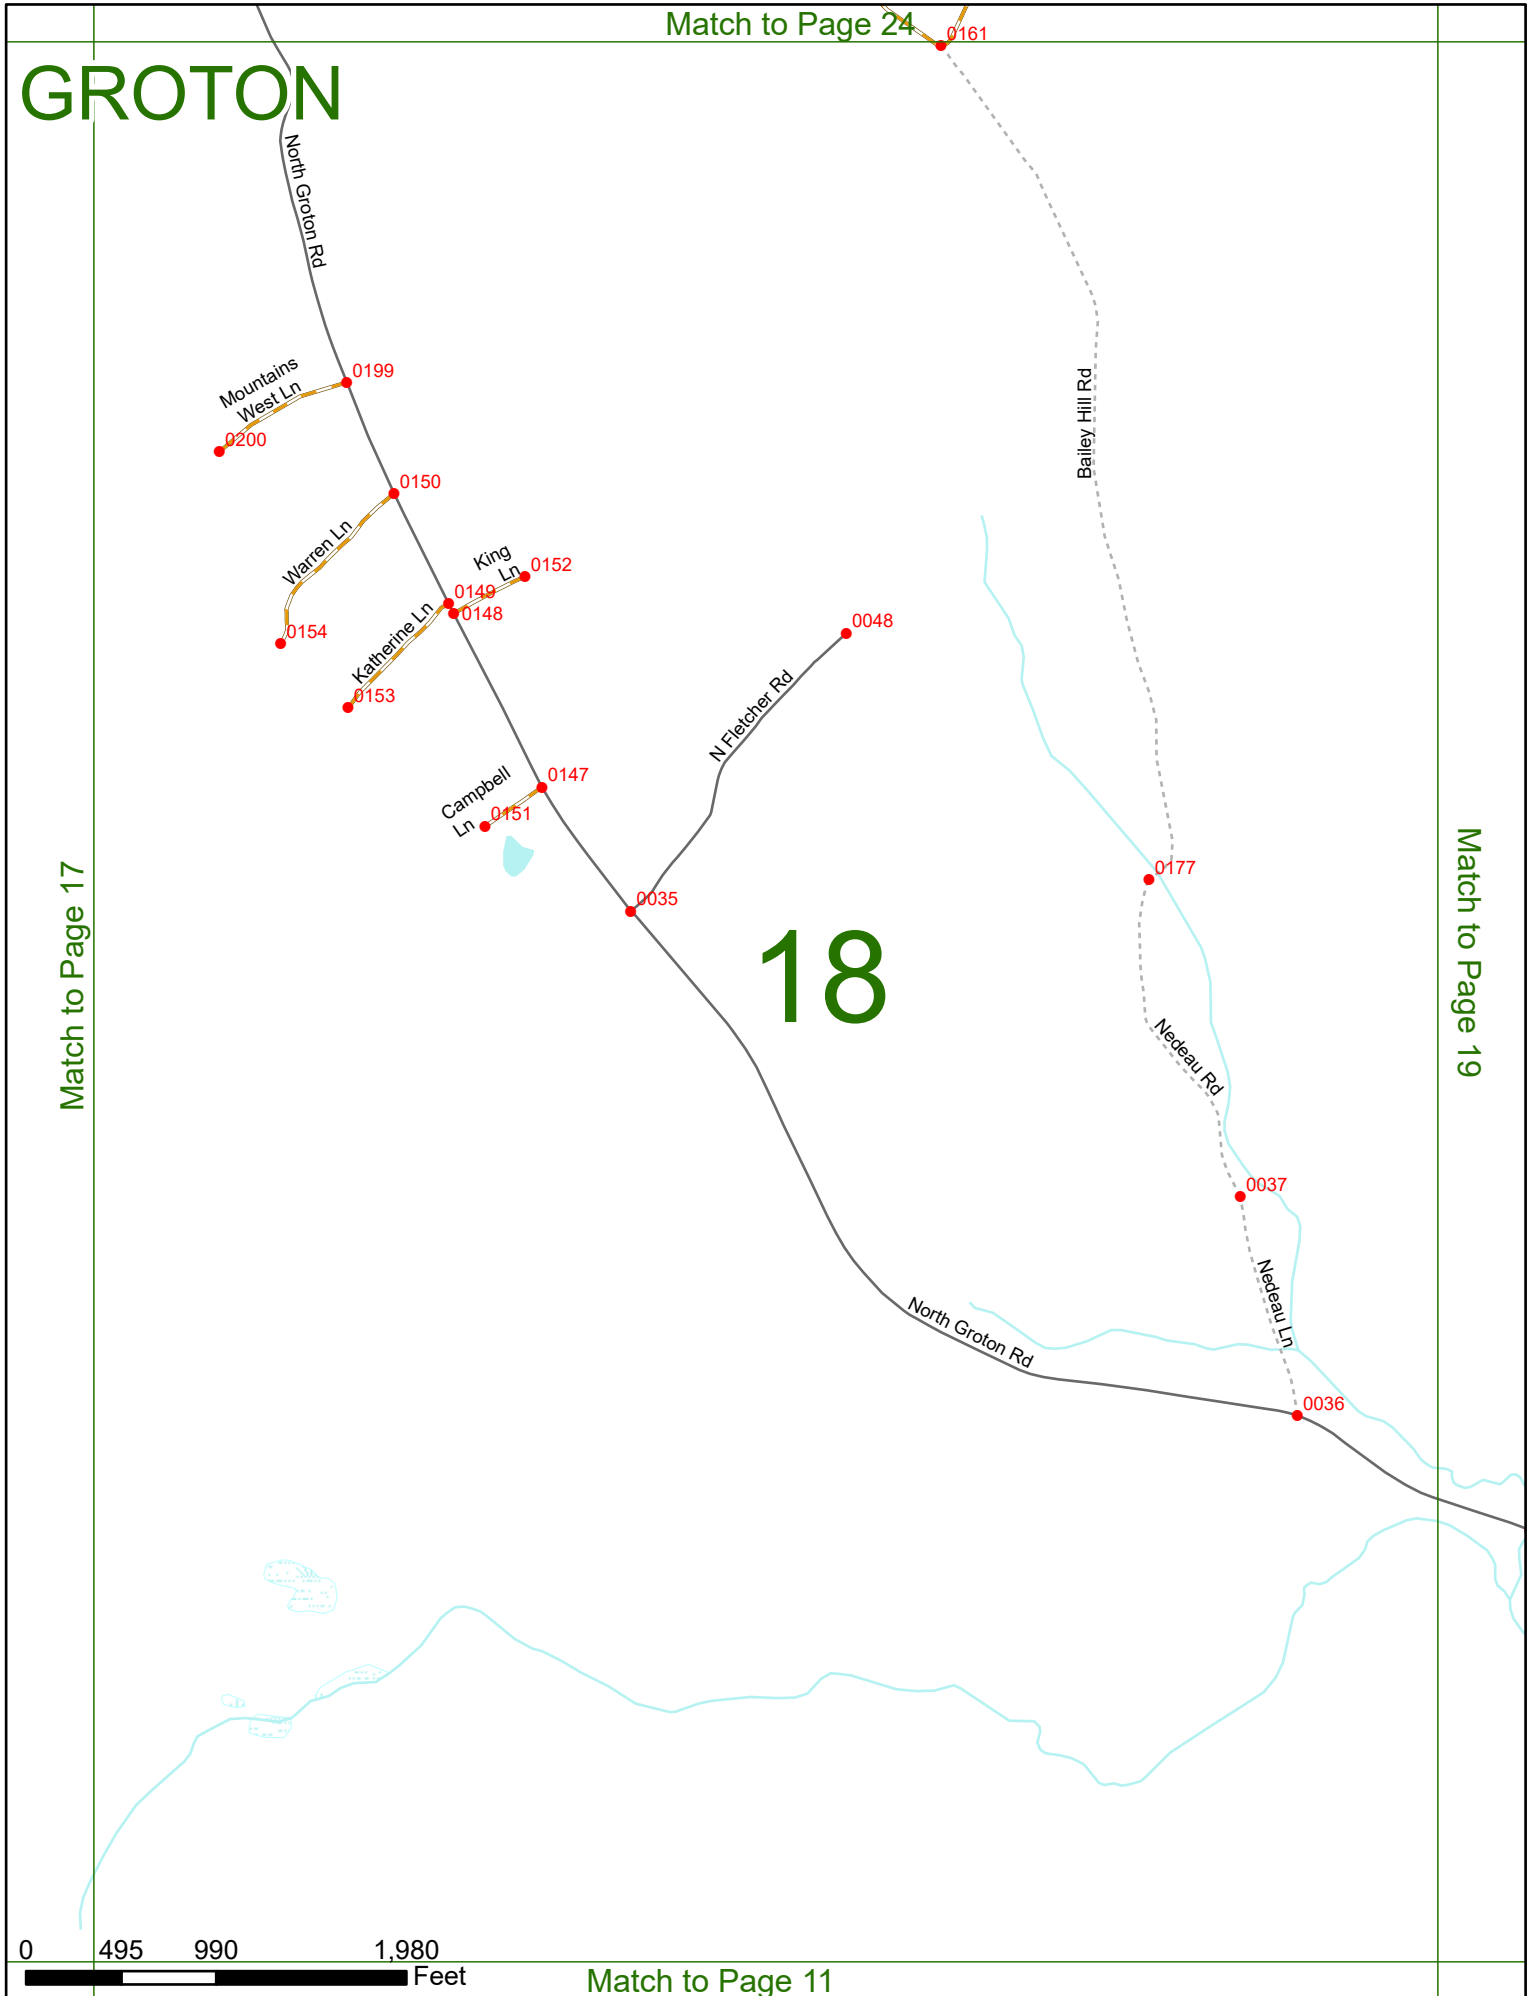 Match to Page 24
0161
GROTON
North Groton Rd
Mountains
West Ln
0199
0200
Bailey Hill Rd
0150
Warren Ln
King
Ln
0152
0149
0148
0154
Katherine Ln
0153
0048
N Fletcher Rd
Campbell
Ln
0147
0151
0177
0035
Match to Page 17
18
Match to Page 19
Nedeau Rd
0037
Nedeau Ln
North Groton Rd
0036
0 495 990 1,980
Feet
Match to Page 11